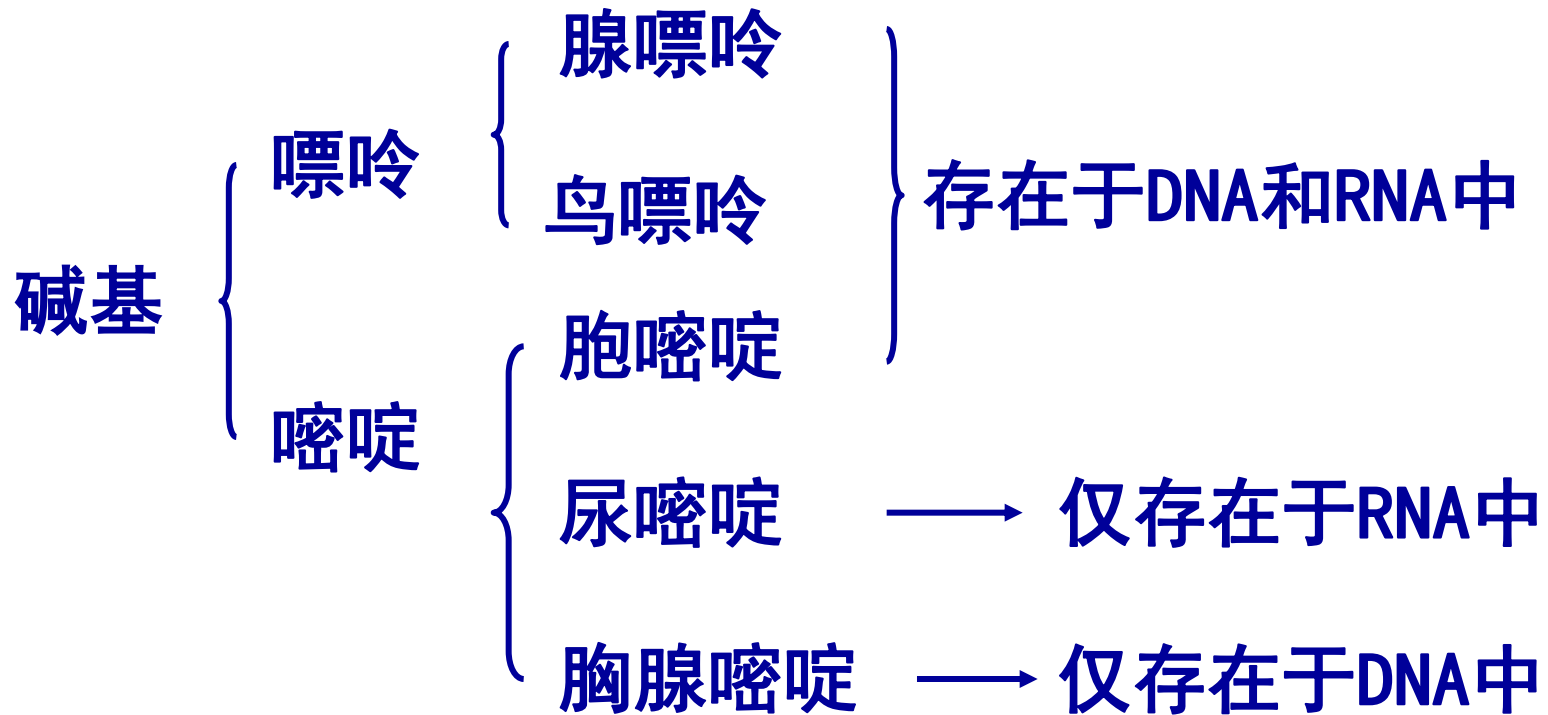 腺嘌呤
嘌呤
鸟嘌呤
存在于DNA和RNA中
碱基
胞嘧啶
嘧啶
尿嘧啶
仅存在于RNA中
胸腺嘧啶
仅存在于DNA中